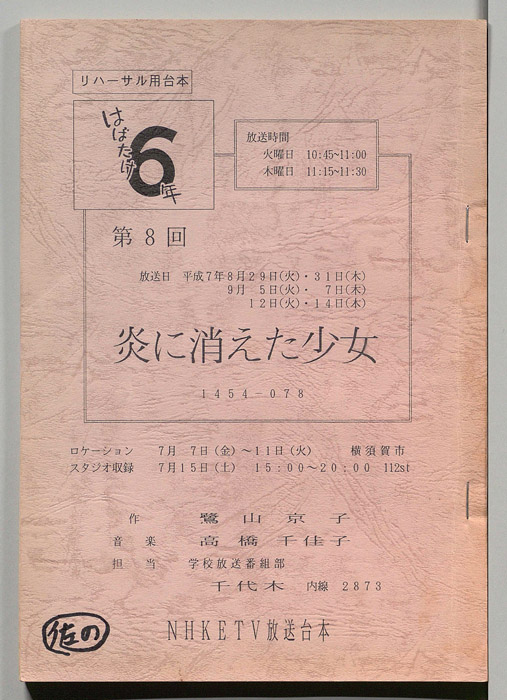 リハーサル用台本
はばたけ6年
放送時間
火曜日 10:45~11:00
木曜日 11:15~11:30
第8回
放送日 平成7年8月29日(火)・31日(木)
9月 5日(火)・ 7日(木)
12日(火)・14日(木)
炎に消えた少女
1454-078
ロケーション 7月 7日(金)～11日(火) 横須賀市
スタジオ収録 7月15日(土) 15:00～20:00 112st
作 鷺山京子
音楽 高橋千佳子
担当 学校放送番組部
千代木 内線 2873
佐の
NHKETV放送台本